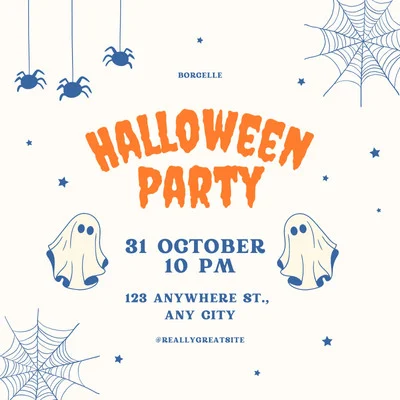 BORCELLE
HALLOWEEN
PARTY
31 OCTOBER
10 PM
123 ANYWHERE ST.,
ANY CITY
@REALLYGREATSITE